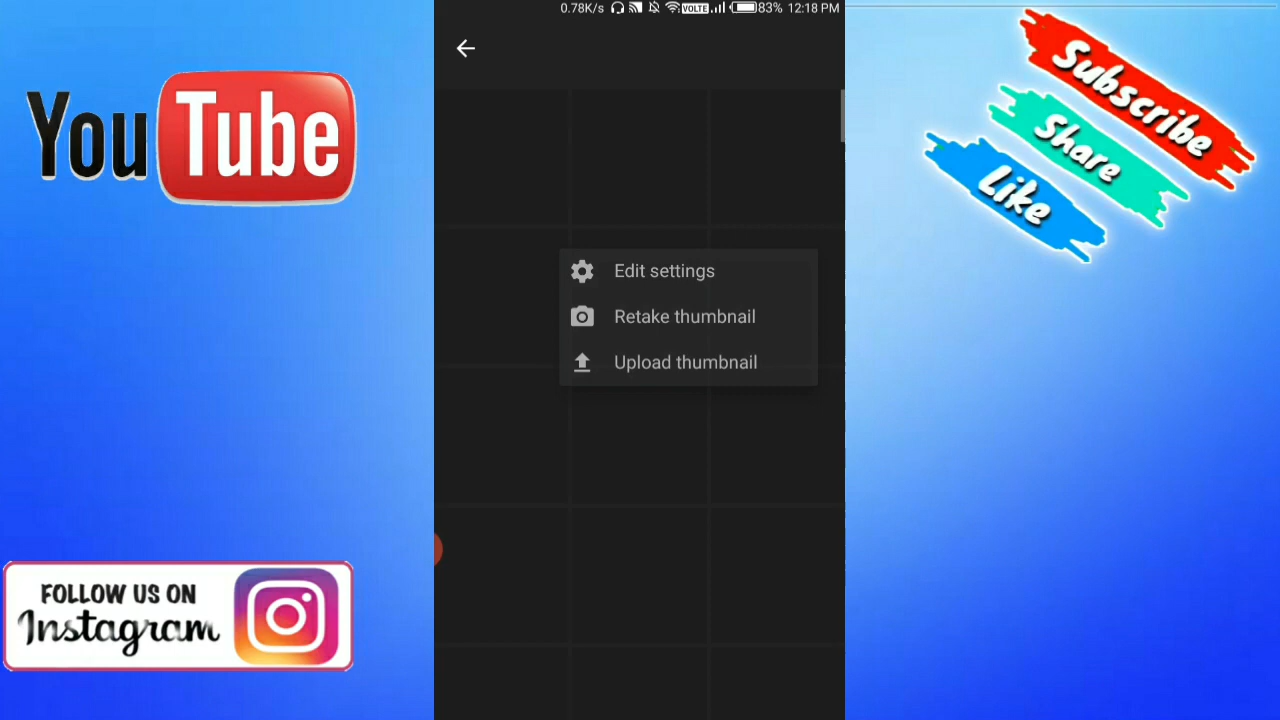 0.78K/s VOLTE 83% 12:18 PM
YouTube
Subscribe
Share
Like
Edit settings
Retake thumbnail
Upload thumbnail
FOLLOW US ON
Instagram